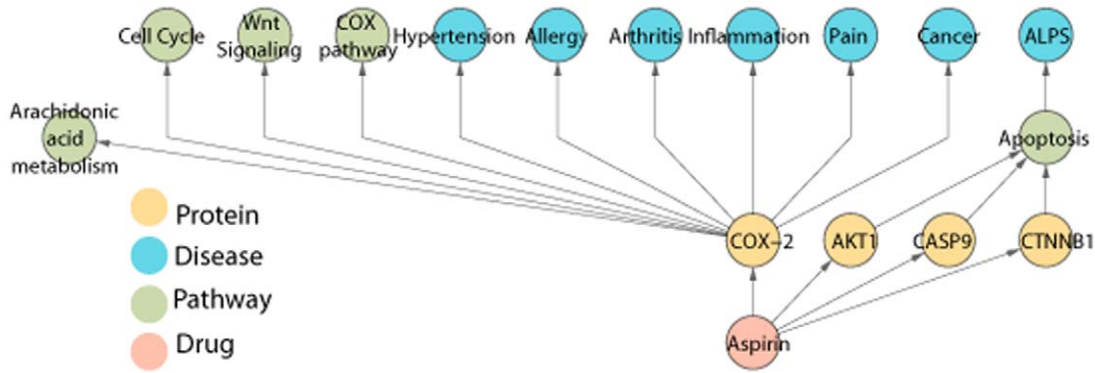 Cell Cycle
Wnt
Signaling
COX
pathway
Hypertension
Allergy
Arthritis
Inflammation
Pain
Cancer
ALPS
Arachidonic
acid
metabolism
Apoptosis
Protein
Disease
Pathway
Drug
COX-2
AKT1
CASP9
CTNNB1
Aspirin